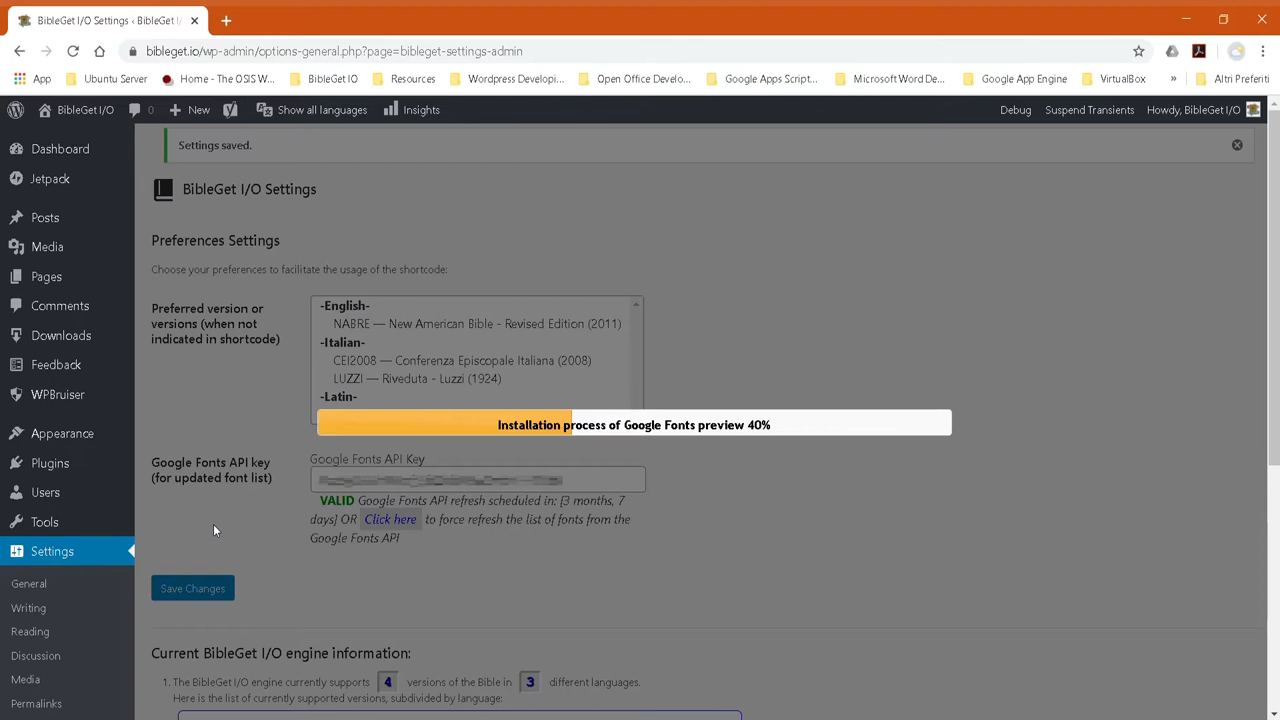 BibleGet I/O Settings ‹ BibleGet I/
bibleget.io/wp-admin/options-general.php?page=bibleget-settings-admin
App Ubuntu Server Home - The OSIS W... BibleGet IO Resources Wordpress Developi... Open Office Develo... Google Apps Script... Microsoft Word De... Google App Engine VirtualBox » Altri Preferiti
BibleGet I/O 0 New Show all languages Insights Debug Suspend Transients Howdy, BibleGet I/O
Dashboard
Jetpack
Posts
Media
Pages
Comments
Downloads
Feedback
WPBruiser
Appearance
Plugins
Users
Tools
Settings
General
Writing
Reading
Discussion
Media
Permalinks
Settings saved.
BibleGet I/O Settings
Preferences Settings
Choose your preferences to facilitate the usage of the shortcode:
Preferred version or
versions (when not
indicated in shortcode)
-English-
NABRE — New American Bible - Revised Edition (2011)
-Italian-
CEI2008 — Conferenza Episcopale Italiana (2008)
LUZZI — Riveduta - Luzzi (1924)
-Latin-
Installation process of Google Fonts preview 40%
Google Fonts API key
(for updated font list)
Google Fonts API Key
VALID Google Fonts API refresh scheduled in: [3 months, 7
days] OR Click here to force refresh the list of fonts from the
Google Fonts API
Save Changes
Current BibleGet I/O engine information:
1. The BibleGet I/O engine currently supports 4 versions of the Bible in 3 different languages.
Here is the list of currently supported versions, subdivided by language: